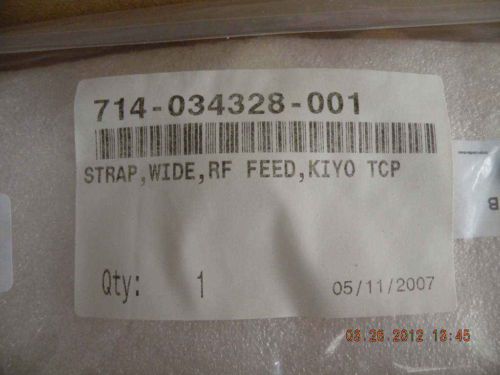 714-034328-001
STRAP,WIDE,RF FEED,KIYO TCP
Qty: 1
05/11/2007
03.26.2012 13:45
B